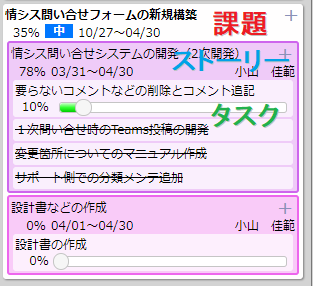 情シス問い合せフォームの新規構築
35% 中 10/27～04/30
課題
情シス問い合せシステムの開発（2次開発）
ストーリー
78% 03/31～04/30 小山 佳範
要らないコメントなどの削除とコメント追記
10%
タスク
１次問い合せ時のTeams投稿の開発
変更箇所についてのマニュアル作成
サポート側での分類メンテ追加
設計書などの作成
0% 04/01～04/30 小山 佳範
設計書の作成
0%